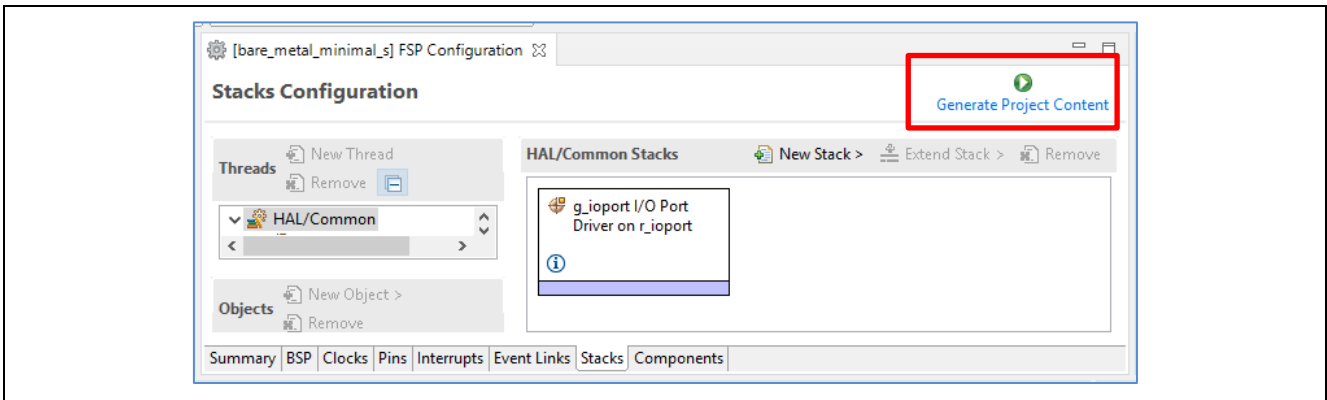 [bare_metal_minimal_s] FSP Configuration
Stacks Configuration
Generate Project Content
Threads
New Thread
Remove
HAL/Common
HAL/Common Stacks
New Stack >
Extend Stack >
Remove
g_ioport I/O Port
Driver on r_ioport
Objects
New Object >
Remove
Summary BSP Clocks Pins Interrupts Event Links Stacks Components